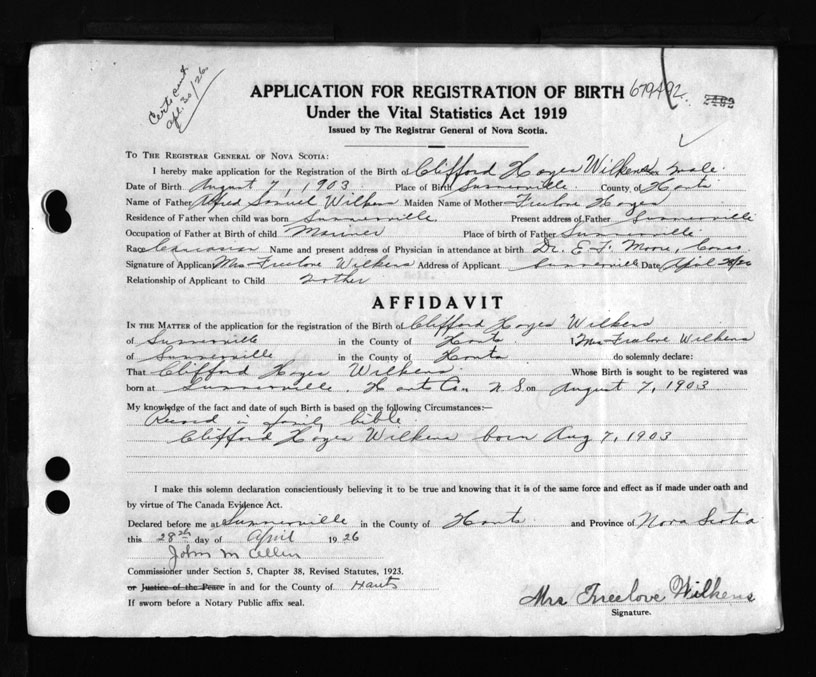 Cert sent
Apl. 30/26
APPLICATION FOR REGISTRATION OF BIRTH 679492
Under the Vital Statistics Act 1919
Issued by The Registrar General of Nova Scotia.
TO THE REGISTRAR GENERAL OF NOVA SCOTIA:
I hereby make application for the Registration of the Birth of Clifford Hoyes Wilkens male
Date of Birth August 7, 1903 Place of Birth Summerville County of Hants
Name of Father Alfred Samuel Wilkens Maiden Name of Mother Freelove Hoyes
Residence of Father when child was born Summerville Present address of Father Summerville
Occupation of Father at Birth of child Mariner Place of birth of Father Summerville
Race Name and present address of Physician in attendance at birth Dr. E. F. Moore,
Signature of Applicant Mrs Freelove Wilkens Address of Applicant Summerville Date April 28/26
Relationship of Applicant to Child Mother
AFFIDAVIT
IN THE MATTER of the application for the registration of the Birth of Clifford Hoyes Wilkens
of Summerville in the County of Hants I Mrs Freelove Wilkens
of Summerville in the County of Hants do solemnly declare:
That Clifford Hoyes Wilkens Whose Birth is sought to be registered was
born at Summerville, Hants Co. N. S. on August 7, 1903
My knowledge of the fact and date of such Birth is based on the following Circumstances:—
Record in family bible
Clifford Hoyes Wilkens born Aug 7, 1903
I make this solemn declaration conscientiously believing it to be true and knowing that it is of the same force and effect as if made under oath and
by virtue of The Canada Evidence Act.
Declared before me at Summerville in the County of Hants and Province of Nova Scotia
this 28th day of April 1926
John M
Commissioner under Section 5, Chapter 38, Revised Statutes, 1923.
or Justice of the Peace in and for the County of Hants
If sworn before a Notary Public affix seal.
Mrs Freelove Wilkens
Signature.